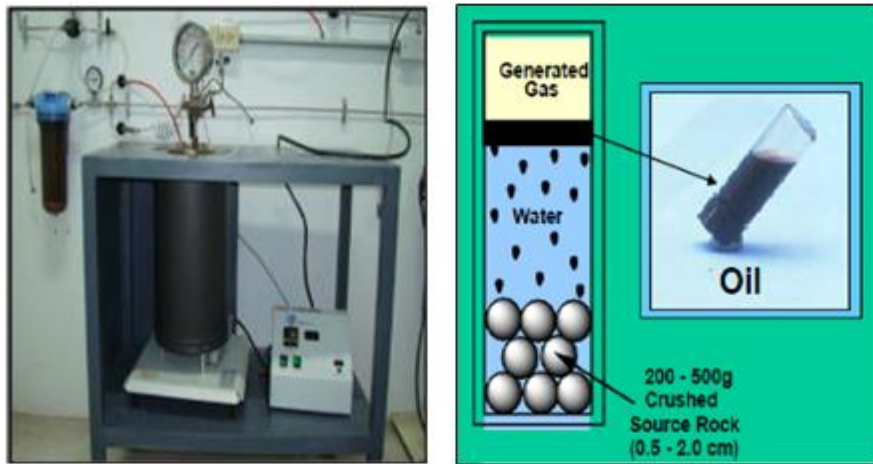 Generated
Gas
Water
Oil
200 - 500g
Crushed
Source Rock
(0.5 - 2.0 cm)